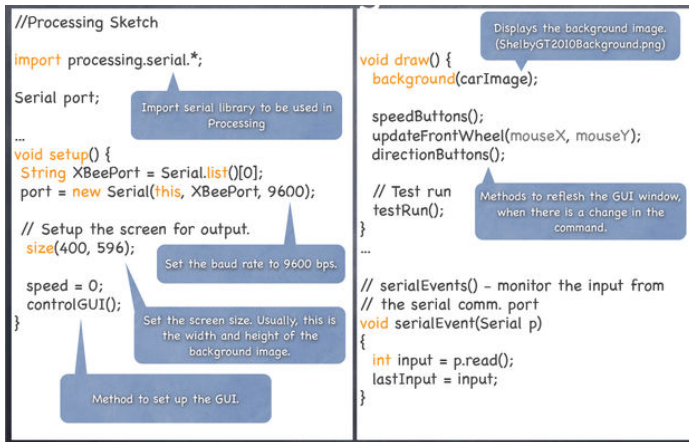 //Processing Sketch
import processing.serial.*;
Serial port;
Import serial library to be used in
Processing
...
void setup() {
String XBeePort = Serial.list()[0];
port = new Serial(this, XBeePort, 9600);
// Setup the screen for output.
size(400, 596);
Set the baud rate to 9600 bps.
speed = 0;
controlGUI();
}
Set the screen size. Usually, this is
the width and height of the
background image.
Method to set up the GUI.
Displays the background image.
(ShelbyGT2010Background.png)
void draw() {
background(carImage);
speedButtons();
updateFrontWheel(mouseX, mouseY);
directionButtons();
Methods to reflesh the GUI window,
when there is a change in the
command.
// Test run
testRun();
}
...
// serialEvents() - monitor the input from
// the serial comm. port
void serialEvent(Serial p)
{
int input = p.read();
lastInput = input;
}